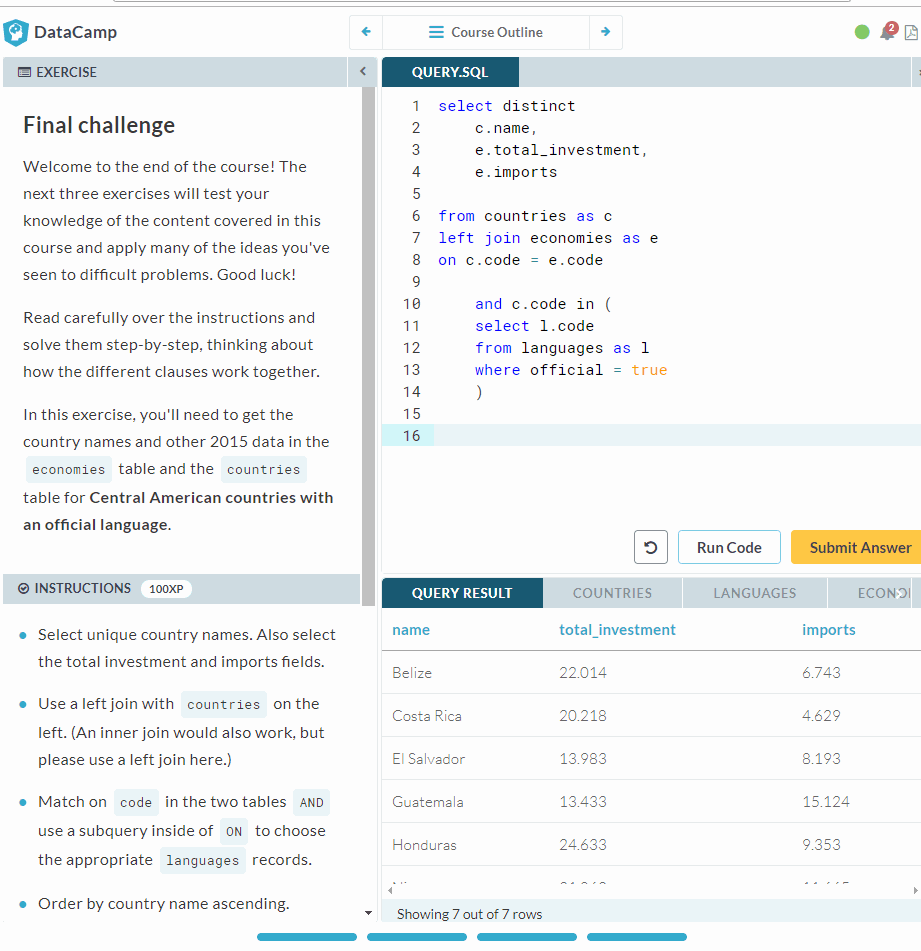 DataCamp
Course Outline
2
EXERCISE
Final challenge
Welcome to the end of the course! The
next three exercises will test your
knowledge of the content covered in this
course and apply many of the ideas you've
seen to difficult problems. Good luck!
Read carefully over the instructions and
solve them step-by-step, thinking about
how the different clauses work together.
In this exercise, you'll need to get the
country names and other 2015 data in the
economies table and the countries
table for Central American countries with
an official language.
INSTRUCTIONS 100XP
Select unique country names. Also select
the total investment and imports fields.
Use a left join with countries on the
left. (An inner join would also work, but
please use a left join here.)
Match on code in the two tables AND
use a subquery inside of ON to choose
the appropriate languages records.
Order by country name ascending.
QUERY.SQL
1 select distinct
2 c.name,
3 e.total_investment,
4 e.imports
5
6 from countries as c
7 left join economies as e
8 on c.code = e.code
9
10 and c.code in (
11 select l.code
12 from languages as l
13 where official = true
14 )
15
16
Run Code Submit Answer
QUERY RESULT COUNTRIES LANGUAGES
name total_investment imports
Belize 22.014 6.743
Costa Rica 20.218 4.629
El Salvador 13.983 8.193
Guatemala 13.433 15.124
Honduras 24.633 9.353
Showing 7 out of 7 rows